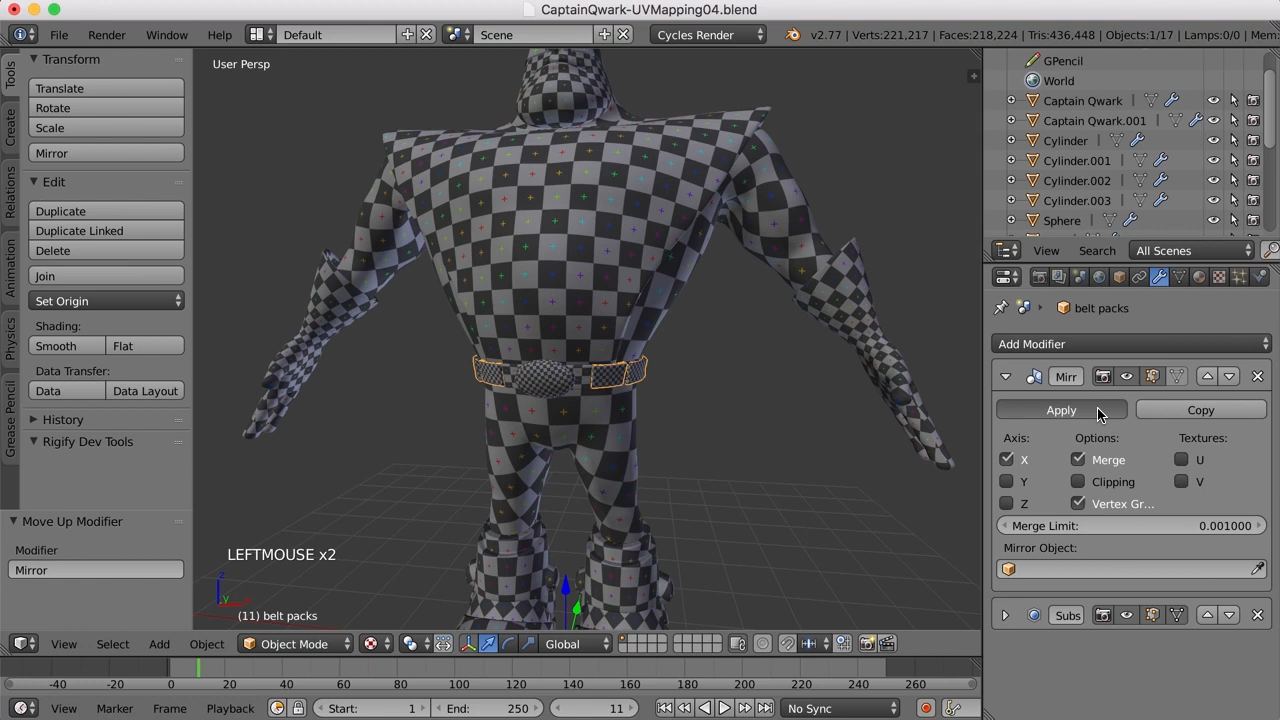 CaptainQwark-UVMapping04.blend
File Render Window Help Default Scene Cycles Render v2.77 | Verts:221,217 | Faces:218,224 | Tris:436,448 | Objects:1/17 | Lamps:0/0 | Mem:
Tools
Create
Relations
Animation
Physics
Grease Pencil
Transform
Translate
Rotate
Scale
Mirror
Edit
Duplicate
Duplicate Linked
Delete
Join
Set Origin
Shading:
Smooth Flat
Data Transfer:
Data Data Layout
History
Rigify Dev Tools
Move Up Modifier
Modifier
Mirror
User Persp
LEFTMOUSE x2
z
y
(11) belt packs
View Select Add Object Object Mode Global
-40 -20 0 20 40 60 80 100 120 140 160 180 200 220 240 260
View Marker Frame Playback Start: 1 End: 250 11 No Sync
GPencil
World
Captain Qwark
Captain Qwark.001
Cylinder
Cylinder.001
Cylinder.002
Cylinder.003
Sphere
View Search All Scenes
belt packs
Add Modifier
Mirr
Apply Copy
Axis: Options: Textures:
X Merge U
Y Clipping V
Z Vertex Gr...
Merge Limit: 0.001000
Mirror Object:
Subs